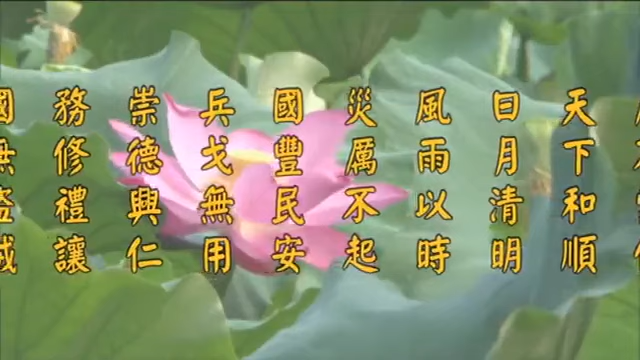 天下和順
日月清明
風雨以時
災厲不起
國豐民安
兵戈無用
崇德興仁
務修禮讓